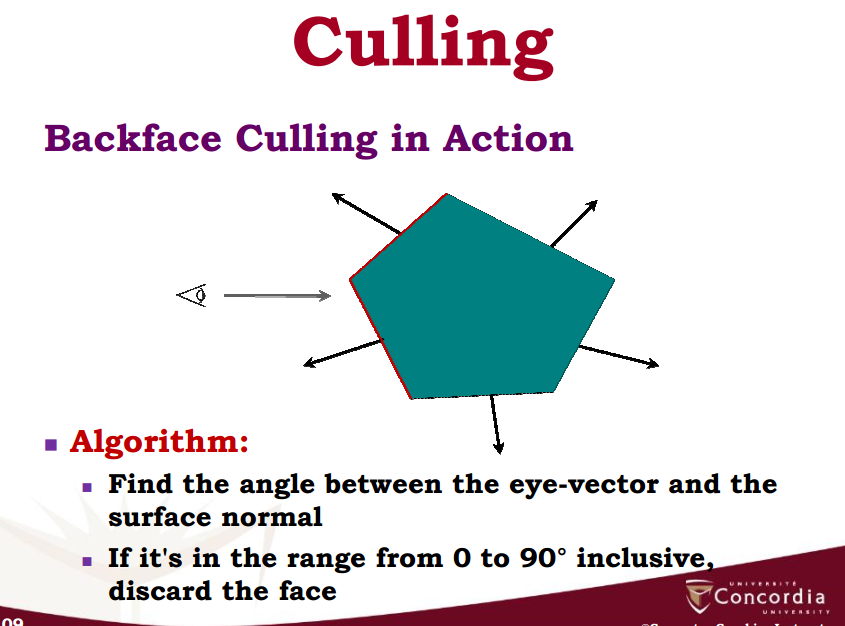 Culling
Backface Culling in Action
Algorithm:
Find the angle between the eye-vector and the
surface normal
If it's in the range from 0 to 90° inclusive,
discard the face
UNIVERSITÉ
Concordia
UNIVERSITY
09